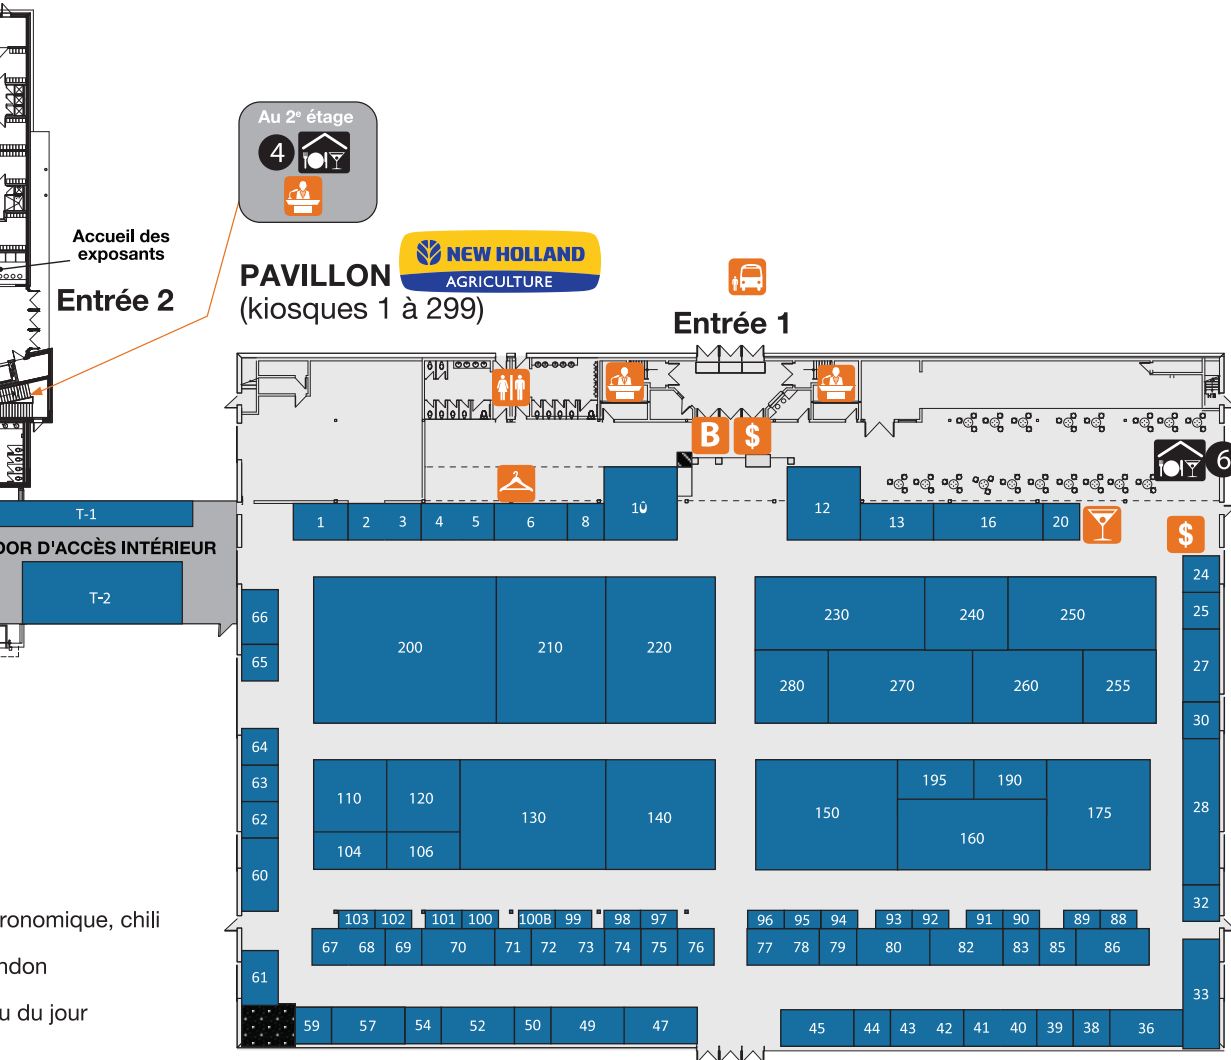 Au 2e étage
4
Accueil des
exposants
Entrée 2
PAVILLON
NEW HOLLAND
AGRICULTURE
(kiosques 1 à 299)
Entrée 1
B $
6
T-1
DOR D'ACCÈS INTÉRIEUR
T-2
1 2 3 4 5 6 8 10 12 13 16 20
$
24
25
27
30
28
32
33
66
65
64
63
62
60
61
200 210 220
230 240 250
280 270 260 255
110 120 130 140
104 106
150 195 190 175
160
103 102 101 100 100B 99 98 97 96 95 94 93 92 91 90 89 88
67 68 69 70 71 72 73 74 75 76 77 78 79 80 82 83 85 86
59 57 54 52 50 49 47 45 44 43 42 41 40 39 38 36
ronomique, chili
ndon
u du jour